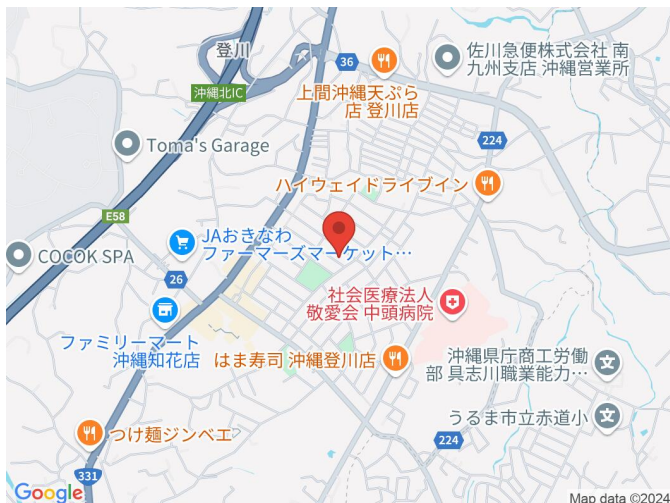 登川
36
佐川急便株式会社 南
九州支店 沖縄営業所
沖縄北IC
上間沖縄天ぷら
店 登川店
224
Toma's Garage
ハイウェイドライブイン
E58
JAおきなわ
ファーマーズマーケット…
COCOK SPA
26
社会医療法人
敬愛会 中頭病院
ファミリーマート
沖縄知花店
はま寿司 沖縄登川店
沖縄県庁商工労働
部 具志川職業能力…
うるま市立赤道小
つけ麺ジンベエ
224
331
Google
Map data ©2024